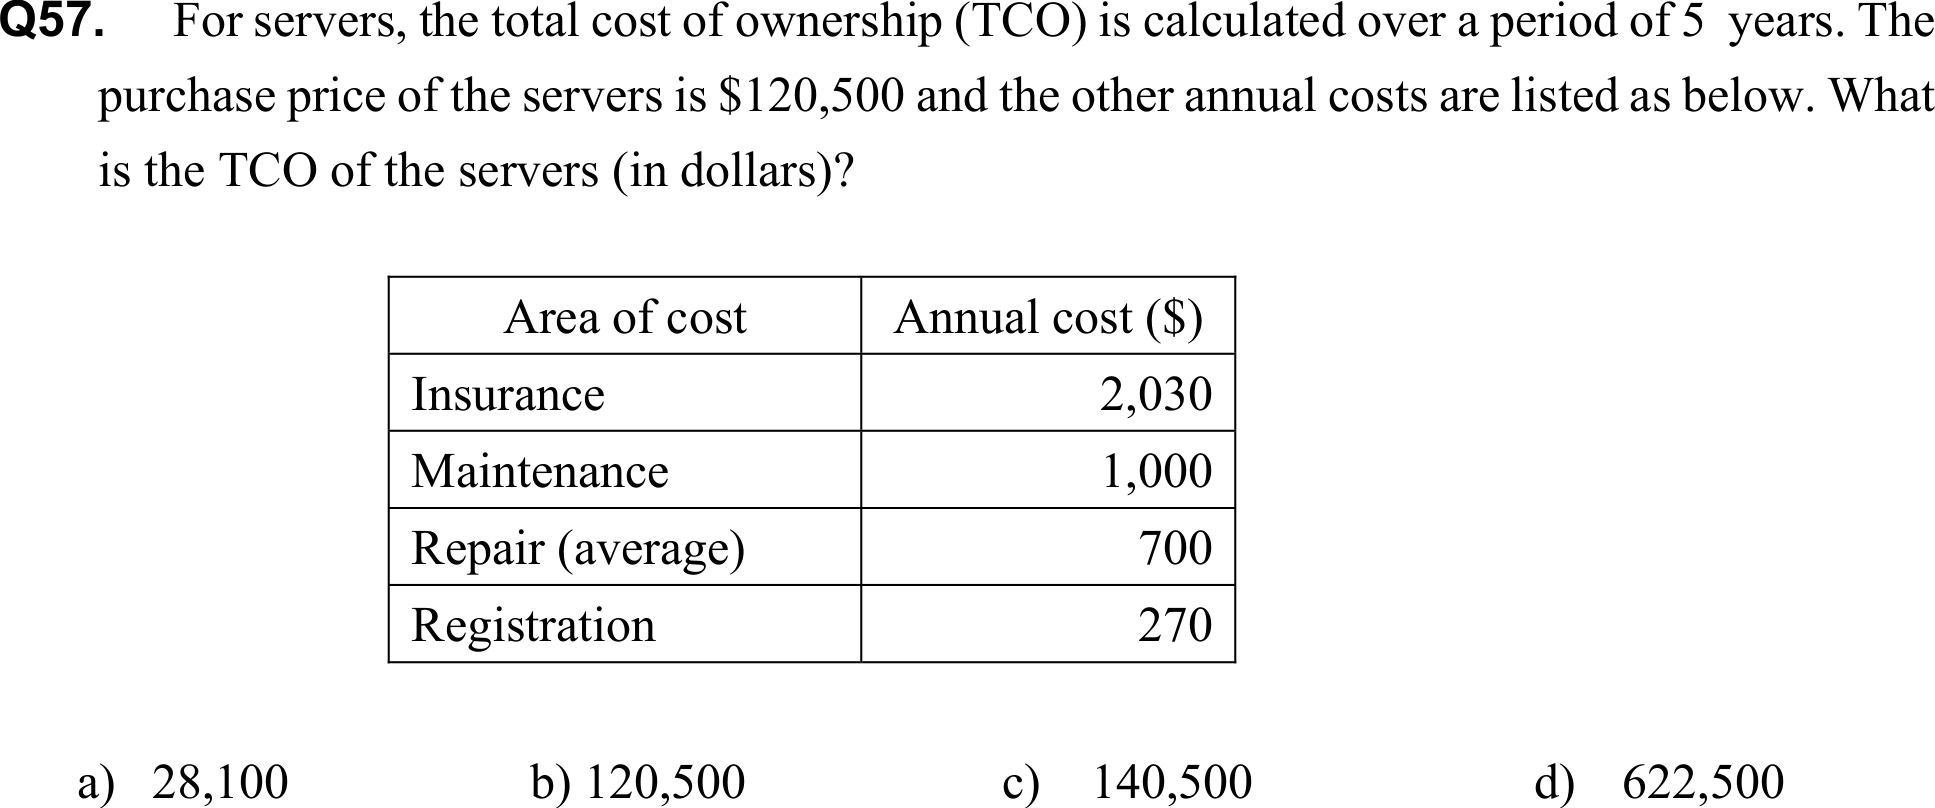 Q57. For servers, the total cost of ownership (TCO) is calculated over a period of 5 years. The
purchase price of the servers is $120,500 and the other annual costs are listed as below. What
is the TCO of the servers (in dollars)?
Area of cost Annual cost ($)
Insurance 2,030
Maintenance 1,000
Repair (average) 700
Registration 270
a) 28,100 b) 120,500 c) 140,500 d) 622,500